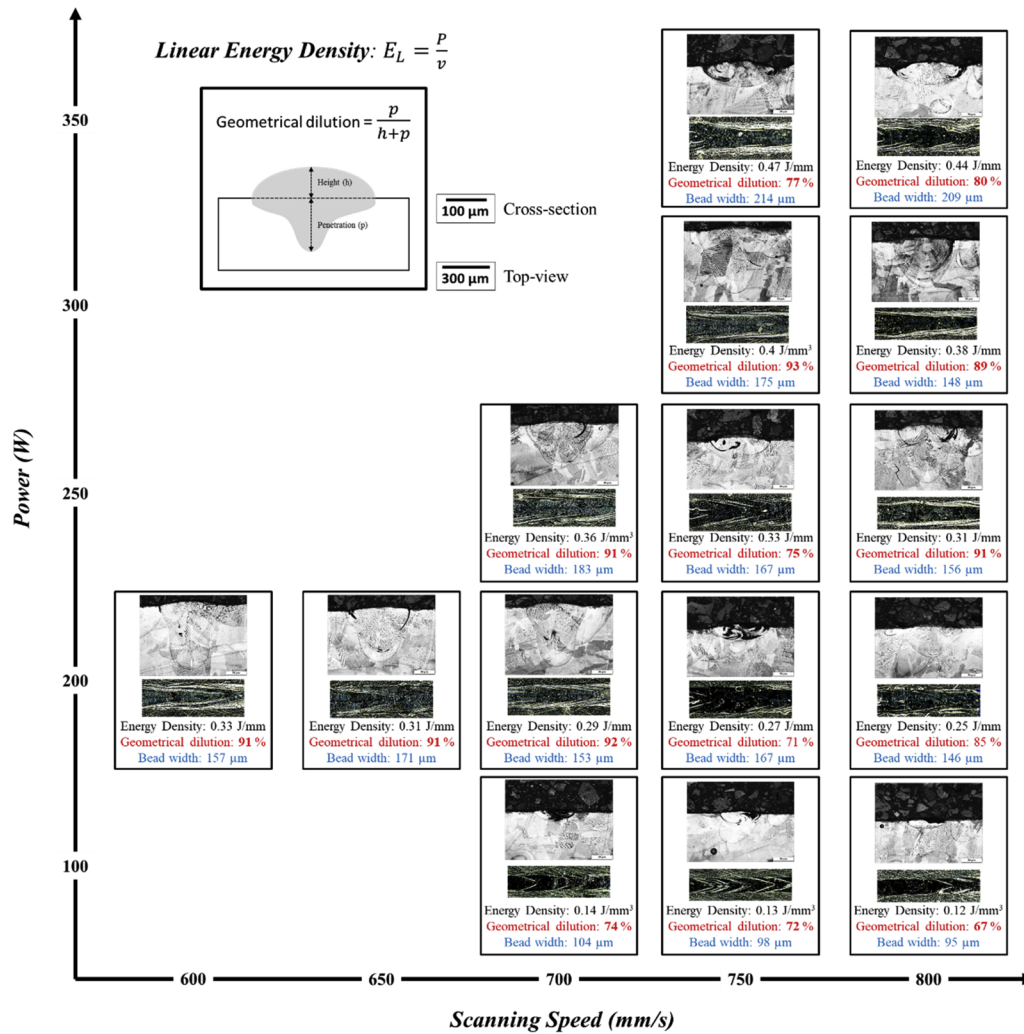 Linear Energy Density: E_L = P/v
Geometrical dilution = p/h+p
Height (h)
Penetration (p)
100 µm Cross-section
300 µm Top-view
Power (W)
350
Energy Density: 0.47 J/mm
Geometrical dilution: 77 %
Bead width: 214 µm
Energy Density: 0.44 J/mm
Geometrical dilution: 80 %
Bead width: 209 µm
300
Energy Density: 0.4 J/mm³
Geometrical dilution: 93 %
Bead width: 175 µm
Energy Density: 0.38 J/mm
Geometrical dilution: 89 %
Bead width: 148 µm
250
Energy Density: 0.36 J/mm³
Geometrical dilution: 91 %
Bead width: 183 µm
Energy Density: 0.33 J/mm
Geometrical dilution: 75 %
Bead width: 167 µm
Energy Density: 0.31 J/mm
Geometrical dilution: 91 %
Bead width: 156 µm
200
Energy Density: 0.33 J/mm
Geometrical dilution: 91 %
Bead width: 157 µm
Energy Density: 0.31 J/mm
Geometrical dilution: 91 %
Bead width: 171 µm
Energy Density: 0.29 J/mm
Geometrical dilution: 92 %
Bead width: 153 µm
Energy Density: 0.27 J/mm
Geometrical dilution: 71 %
Bead width: 167 µm
Energy Density: 0.25 J/mm
Geometrical dilution: 85 %
Bead width: 146 µm
100
Energy Density: 0.14 J/mm³
Geometrical dilution: 74 %
Bead width: 104 µm
Energy Density: 0.13 J/mm³
Geometrical dilution: 72 %
Bead width: 98 µm
Energy Density: 0.12 J/mm³
Geometrical dilution: 67 %
Bead width: 95 µm
600 650 700 750 800
Scanning Speed (mm/s)